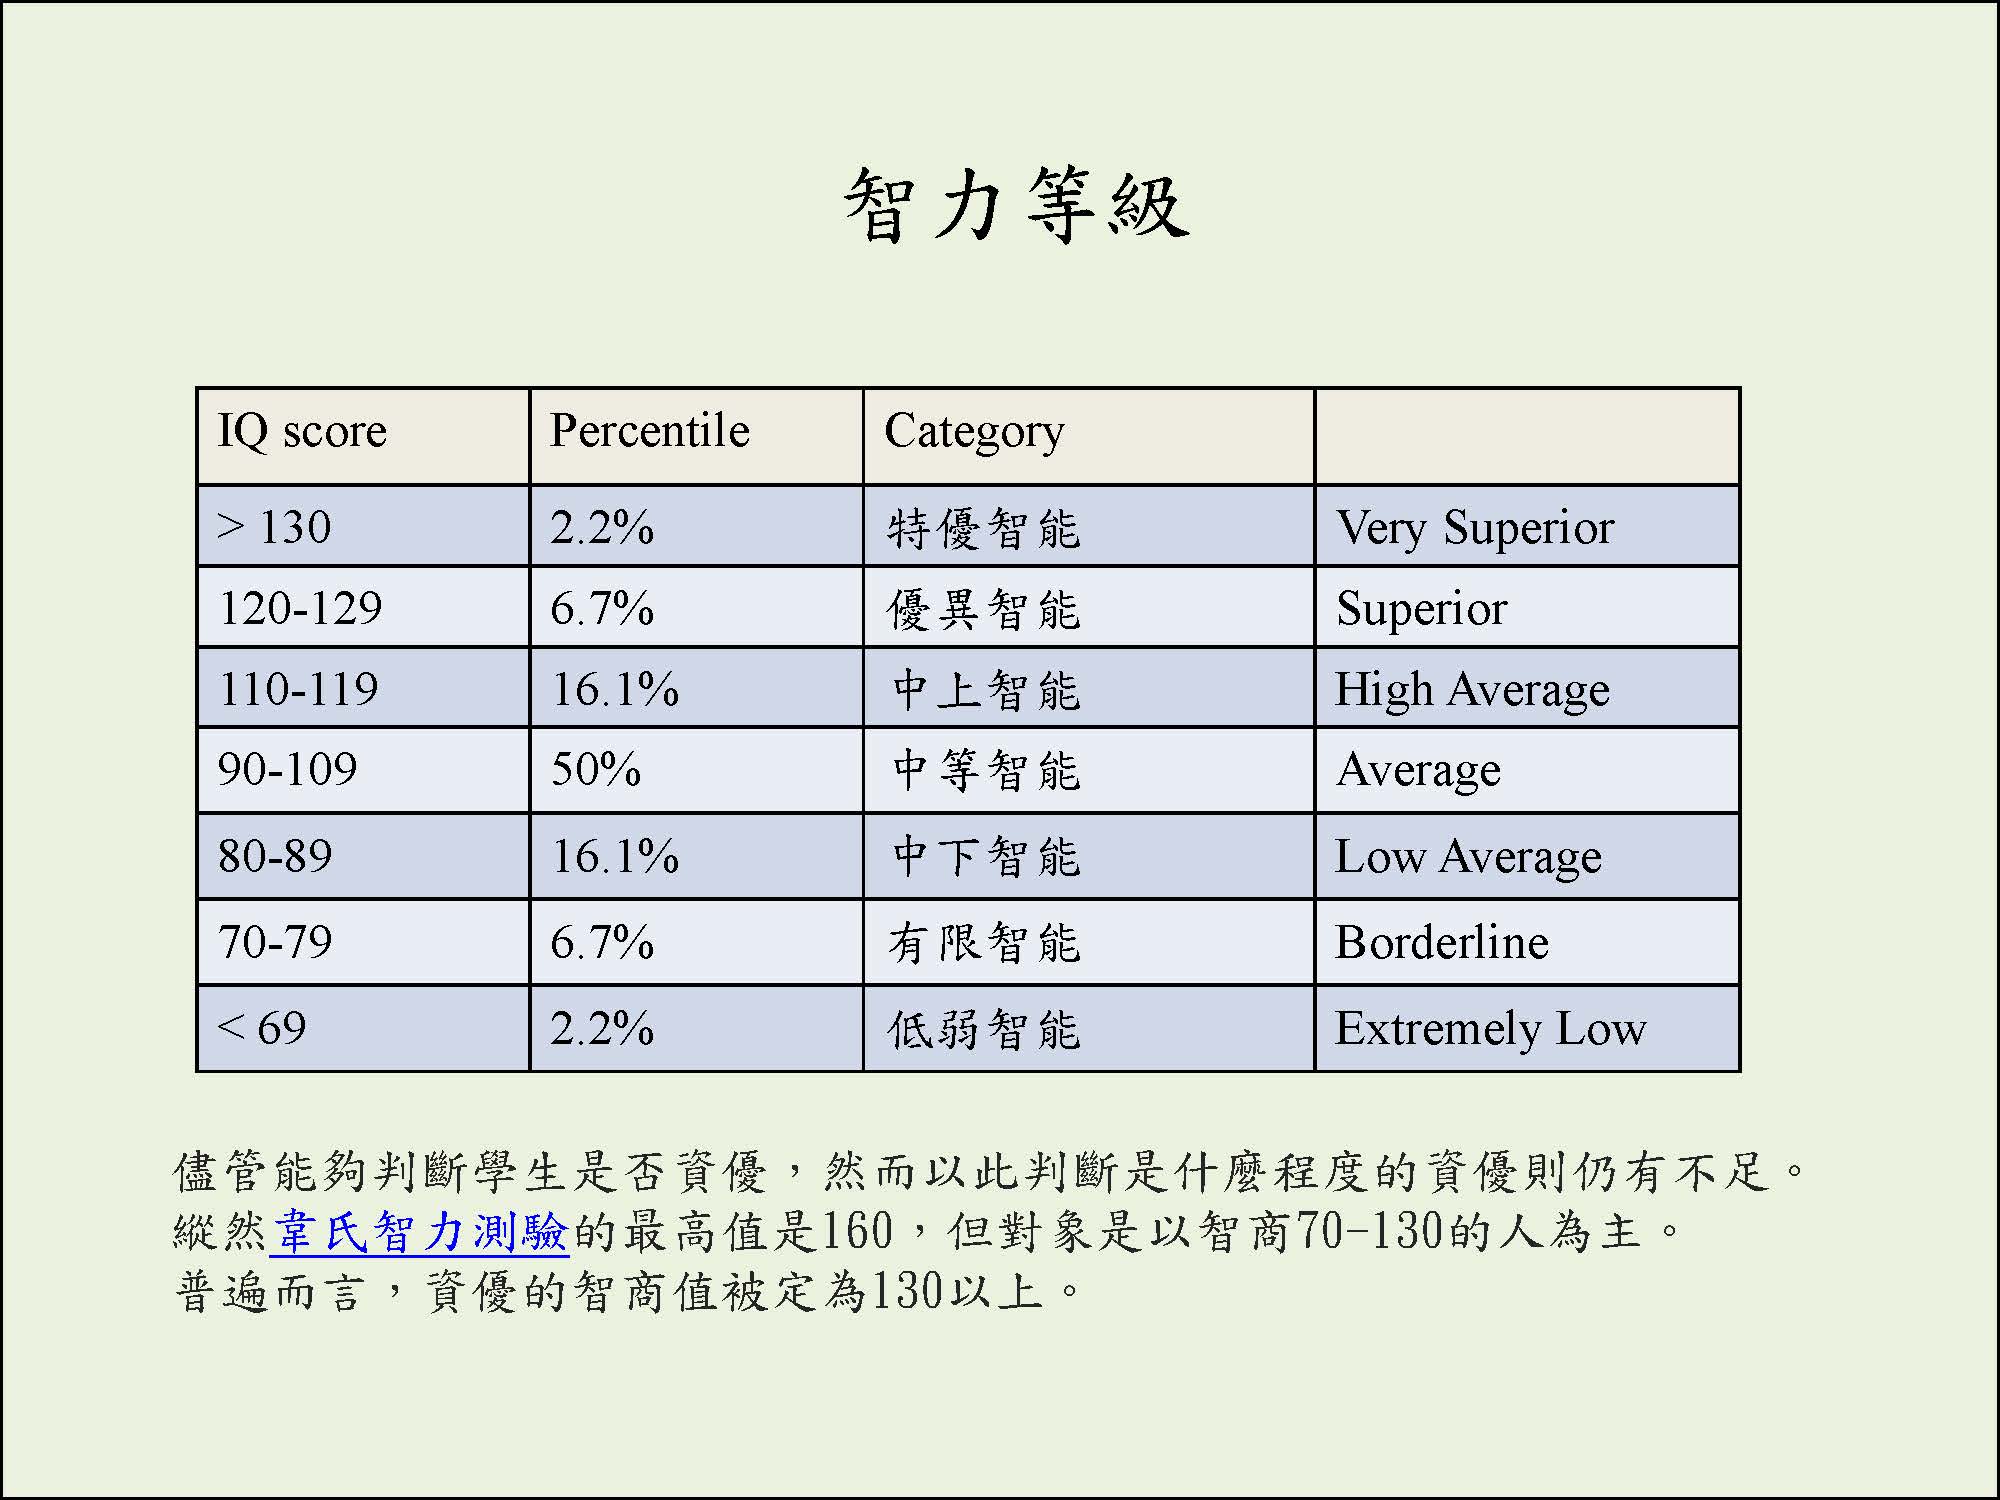 智力等級
IQ score Percentile Category
> 130 2.2% 特優智能 Very Superior
120-129 6.7% 優異智能 Superior
110-119 16.1% 中上智能 High Average
90-109 50% 中等智能 Average
80-89 16.1% 中下智能 Low Average
70-79 6.7% 有限智能 Borderline
< 69 2.2% 低弱智能 Extremely Low
儘管能夠判斷學生是否資優，然而以此判斷是什麼程度的資優則仍有不足。
縱然韋氏智力測驗的最高值是160，但對象是以智商70-130的人為主。
普遍而言，資優的智商值被定為130以上。